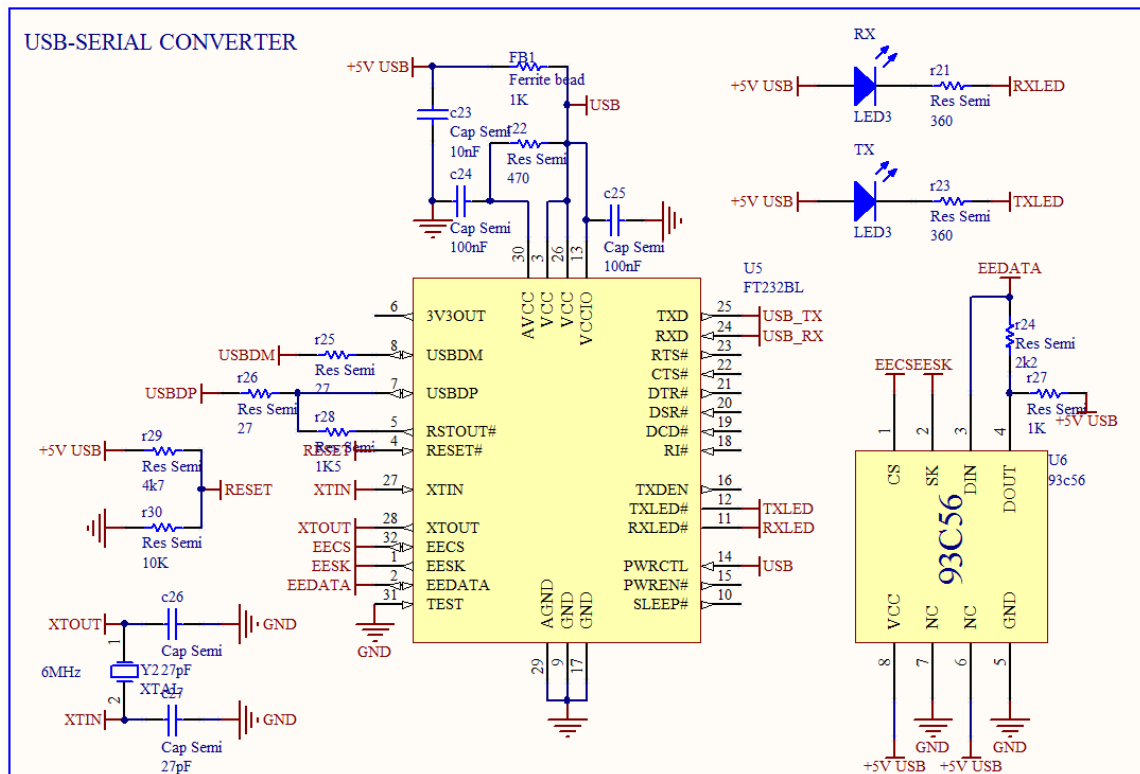 USB-SERIAL CONVERTER
+5V USB
FB1
Ferrite bead
1K
USB
c23
Cap Semi
10nF
r22
Res Semi
470
c24
Cap Semi
100nF
c25
Cap Semi
100nF
RX
+5V USB
LED3
r21
Res Semi
360
RXLED
TX
+5V USB
LED3
r23
Res Semi
360
TXLED
30
3
26
13
AVCC
VCC
VCC
VCCIO
U5
FT232BL
6
3V3OUT
8
USBDM
7
USBDP
5
RSTOUT#
4
RESET#
27
XTIN
28
XTOUT
32
EECS
1
EESK
2
EEDATA
31
TEST
TXD
25
USB_TX
RXD
24
USB_RX
RTS#
23
CTS#
22
DTR#
21
DSR#
20
DCD#
19
RI#
18
TXDEN
16
TXLED#
12
TXLED
RXLED#
11
RXLED
PWRCTL
14
USB
PWREN#
15
SLEEP#
10
AGND
GND
GND
29
9
17
USBDM
r25
Res Semi
27
USBDP
r26
Res Semi
27
r28
Res Semi
1K5
RESET
+5V USB
r29
Res Semi
4k7
RESET
r30
Res Semi
10K
XTIN
XTOUT
EECS
EESK
EEDATA
GND
XTOUT
c26
Cap Semi
27pF
GND
1
6MHz
Y2
XTAL
2
XTIN
c27
Cap Semi
27pF
GND
EEDATA
r24
Res Semi
2k2
r27
Res Semi
1K
+5V USB
EECS
EESK
1
2
3
4
CS
SK
DIN
DOUT
U6
93c56
93C56
VCC
NC
NC
GND
8
7
6
5
GND
GND
+5V USB
+5V USB